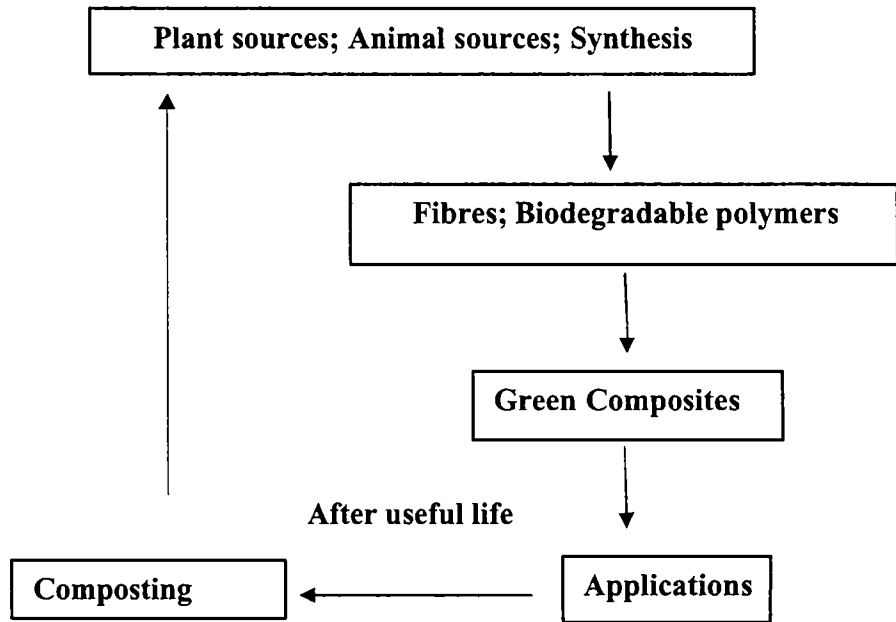 Plant sources; Animal sources; Synthesis
Fibres; Biodegradable polymers
Green Composites
After useful life
Composting
Applications